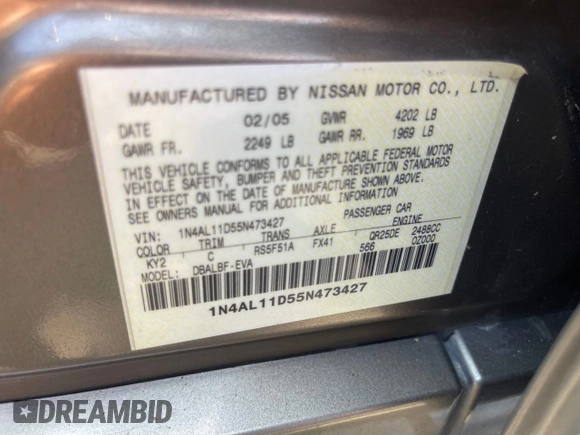 MANUFACTURED BY NISSAN MOTOR CO., LTD.
DATE 02/05 GVWR 4202 LB
GAWR FR. 2249 LB GAWR RR. 1969 LB
THIS VEHICLE CONFORMS TO ALL APPLICABLE FEDERAL MOTOR
VEHICLE SAFETY, BUMPER AND THEFT PREVENTION STANDARDS
IN EFFECT ON THE DATE OF MANUFACTURE SHOWN ABOVE.
SEE OWNERS MANUAL FOR ADDITIONAL INFORMATION
VIN: 1N4AL11D55N473427 PASSENGER CAR
COLOR TRIM TRANS AXLE ENGINE
KY2 C RS5F51A FX41 QR25DE 2488CC
MODEL: DBALBF-EVA 566 0Z000
1N4AL11D55N473427
DREAMBID